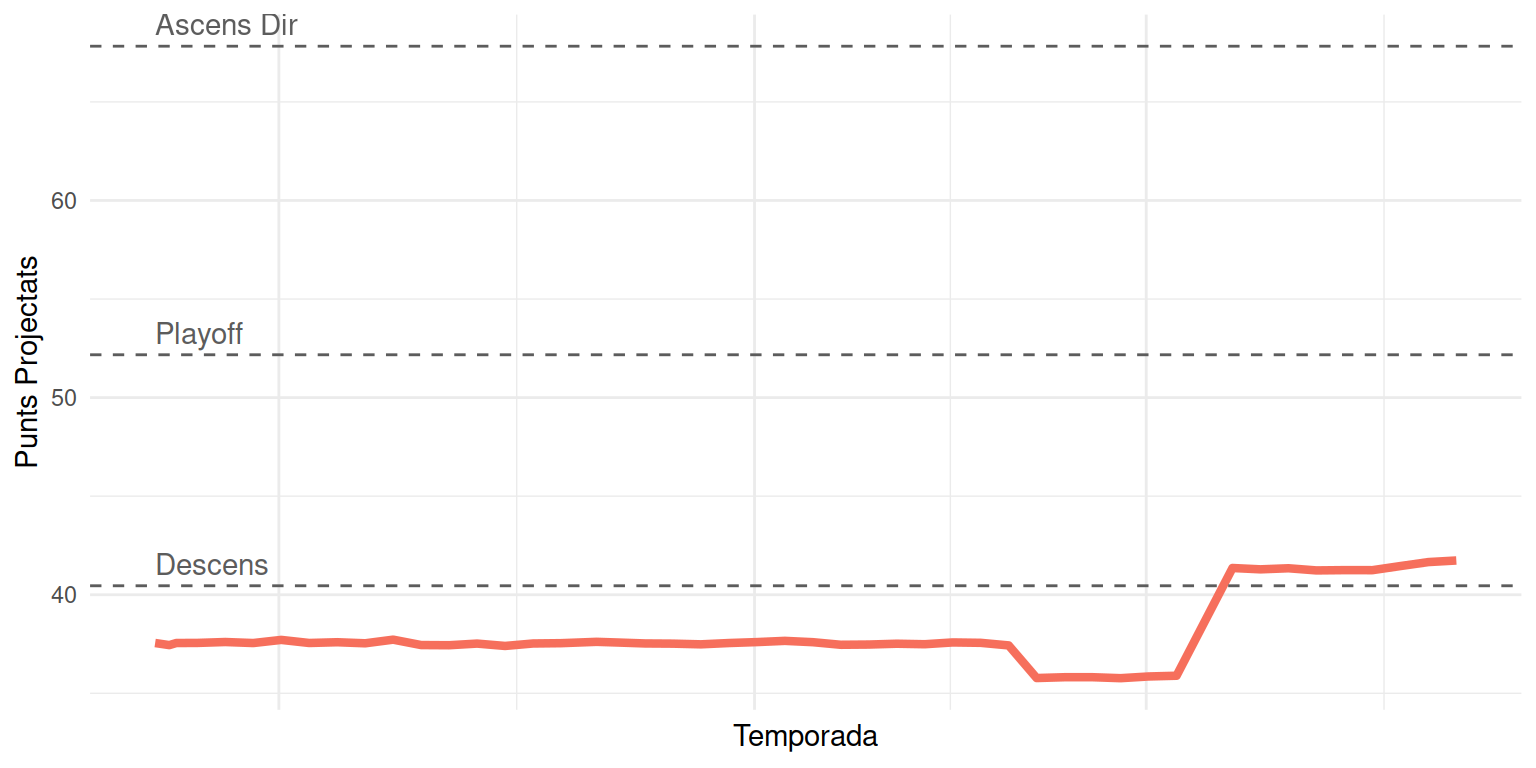 Ascens Dir
60
Playoff
50
Descens
40
Punts Projectats
Temporada